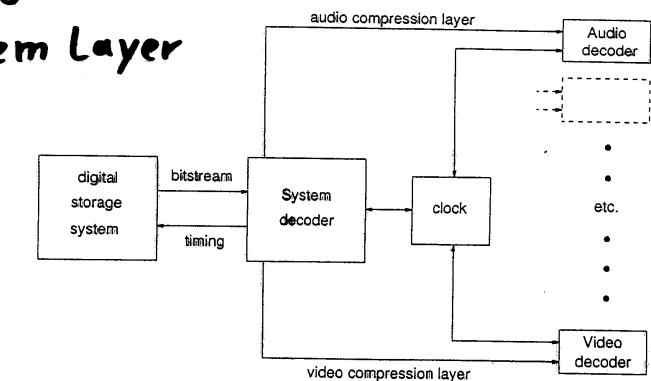 em Layer
audio compression layer
Audio
decoder
digital
storage
system
bitstream
timing
System
decoder
clock
etc.
Video
decoder
video compression layer